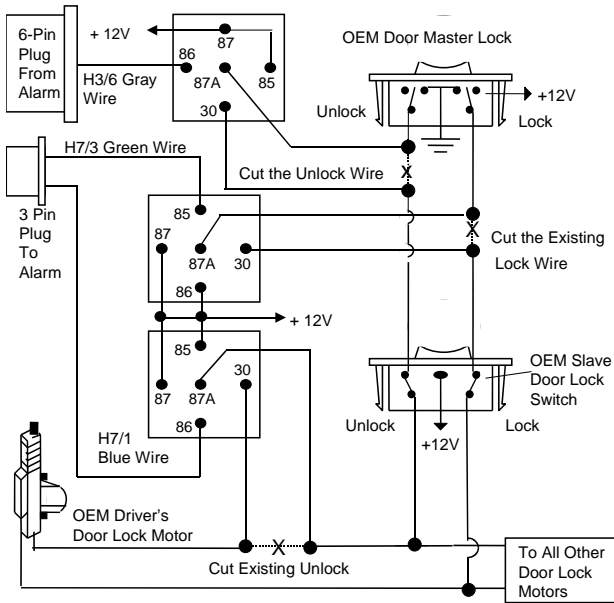 6-Pin
Plug
From
Alarm
+ 12V
86
87
87A
85
30
H3/6 Gray
Wire
OEM Door Master Lock
Unlock
+12V
Lock
H7/3 Green Wire
Cut the Unlock Wire
X
3 Pin
Plug
To
Alarm
85
87
87A
30
86
X
Cut the Existing
Lock Wire
+ 12V
85
30
87
87A
86
OEM Slave
Door Lock
Switch
Unlock
+12V
Lock
H7/1
Blue Wire
OEM Driver's
Door Lock Motor
X
Cut Existing Unlock
To All Other
Door Lock
Motors